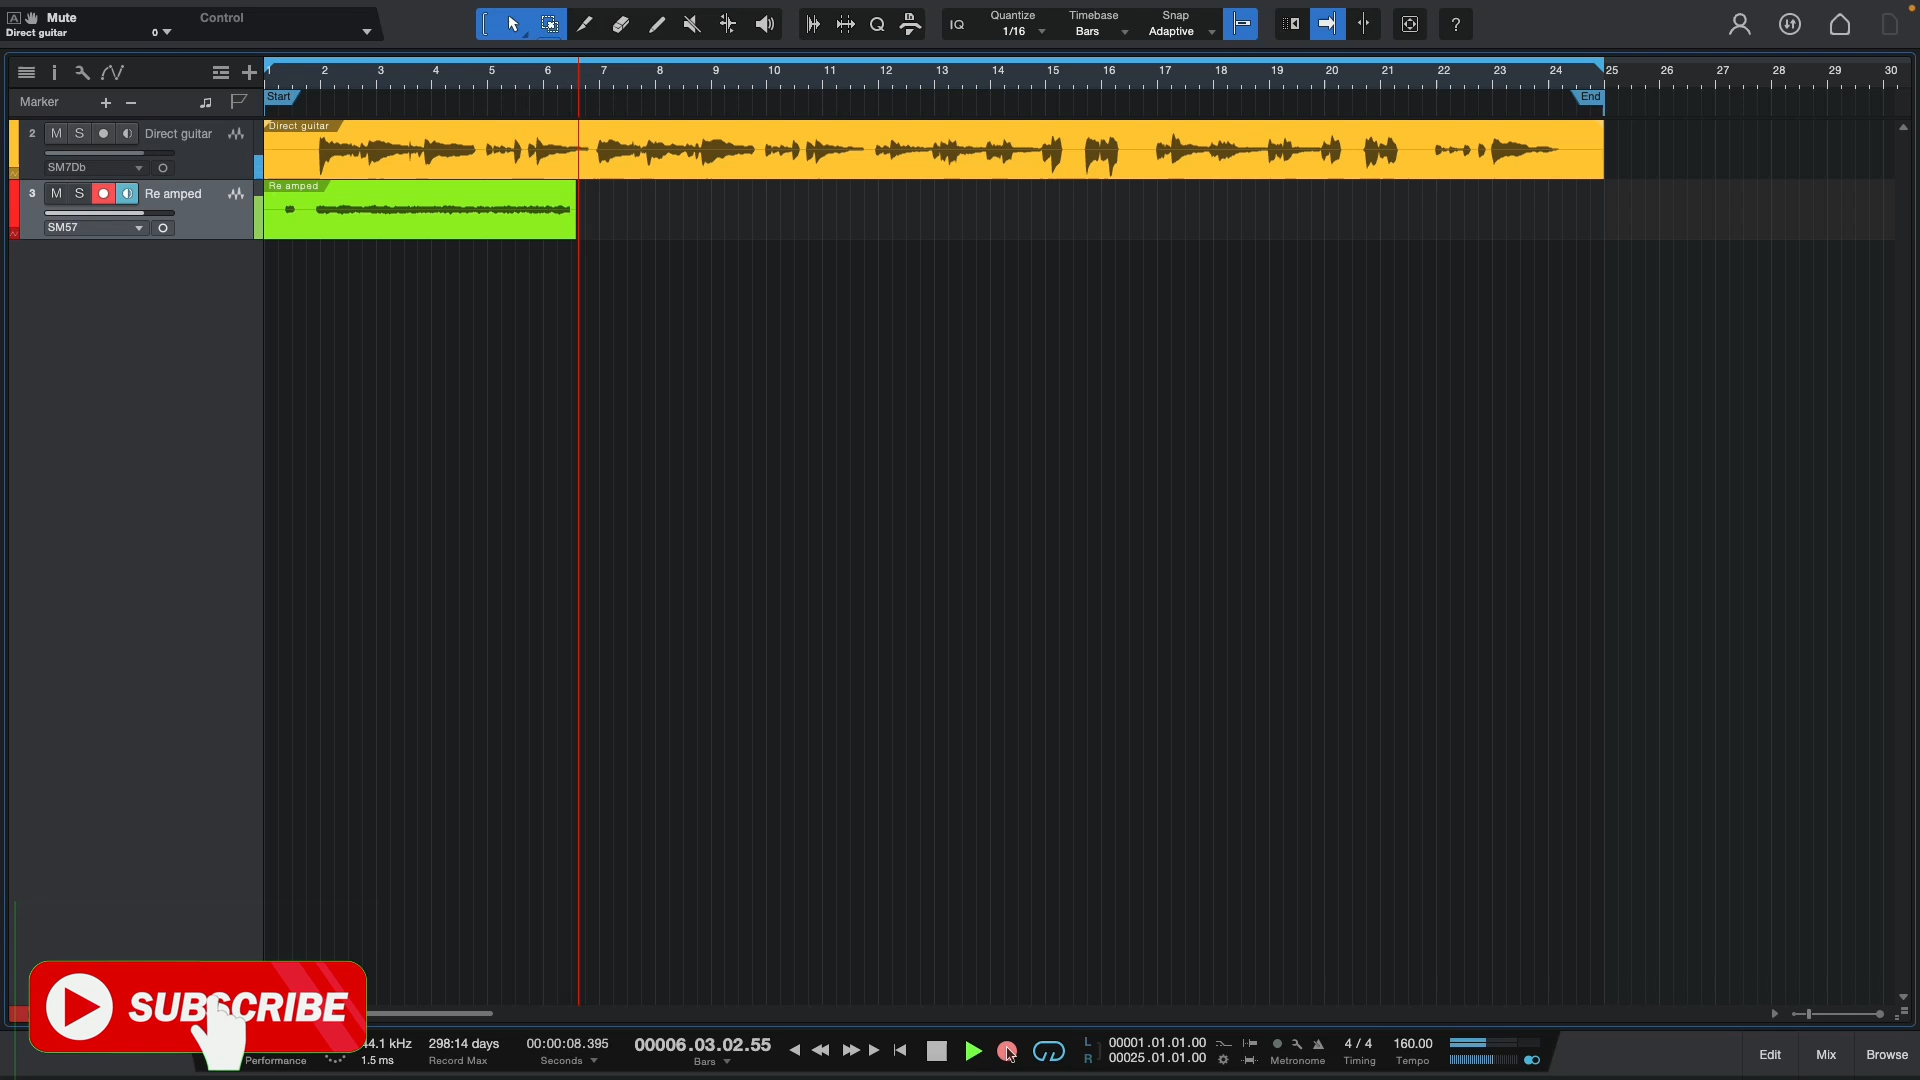 Mute
Direct guitar
0
Control
IQ
Quantize
1/16
Timebase
Bars
Snap
Adaptive
?
1 2 3 4 5 6 7 8 9 10 11 12 13 14 15 16 17 18 19 20 21 22 23 24 25 26 27 28 29 30
Marker
Start
End
2 M S Direct guitar
SM7Db
Direct guitar
3 M S Re amped
SM57
Re amped
SUBSCRIBE
Performance
44.1 kHz
1.5 ms
298:14 days
Record Max
00:00:08.395
Seconds
00006.03.02.55
Bars
L 00001.01.01.00
R 00025.01.01.00
Metronome
4 / 4
Timing
160.00
Tempo
Edit
Mix
Browse